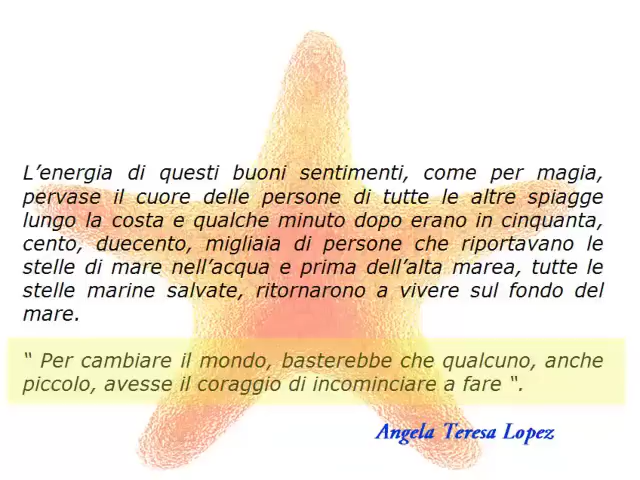 L’energia di questi buoni sentimenti, come per magia,
pervase il cuore delle persone di tutte le altre spiagge
lungo la costa e qualche minuto dopo erano in cinquanta,
cento, duecento, migliaia di persone che riportavano le
stelle di mare nell’acqua e prima dell’alta marea, tutte le
stelle marine salvate, ritornarono a vivere sul fondo del
mare.
“ Per cambiare il mondo, basterebbe che qualcuno, anche
piccolo, avesse il coraggio di incominciare a fare “.
Angela Teresa Lopez